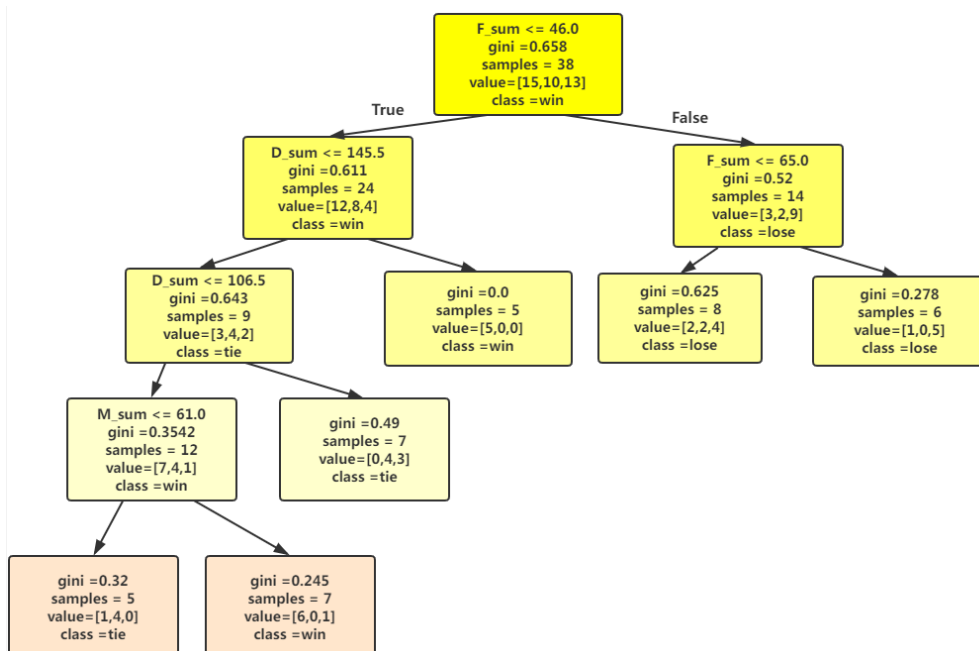 F_sum <= 46.0
gini =0.658
samples = 38
value=[15,10,13]
class =win
True
False
D_sum <= 145.5
gini =0.611
samples = 24
value=[12,8,4]
class =win
F_sum <= 65.0
gini =0.52
samples = 14
value=[3,2,9]
class =lose
D_sum <= 106.5
gini =0.643
samples = 9
value=[3,4,2]
class =tie
gini =0.0
samples = 5
value=[5,0,0]
class =win
gini =0.625
samples = 8
value=[2,2,4]
class =lose
gini =0.278
samples = 6
value=[1,0,5]
class =lose
M_sum <= 61.0
gini =0.3542
samples = 12
value=[7,4,1]
class =win
gini =0.49
samples = 7
value=[0,4,3]
class =tie
gini =0.32
samples = 5
value=[1,4,0]
class =tie
gini =0.245
samples = 7
value=[6,0,1]
class =win